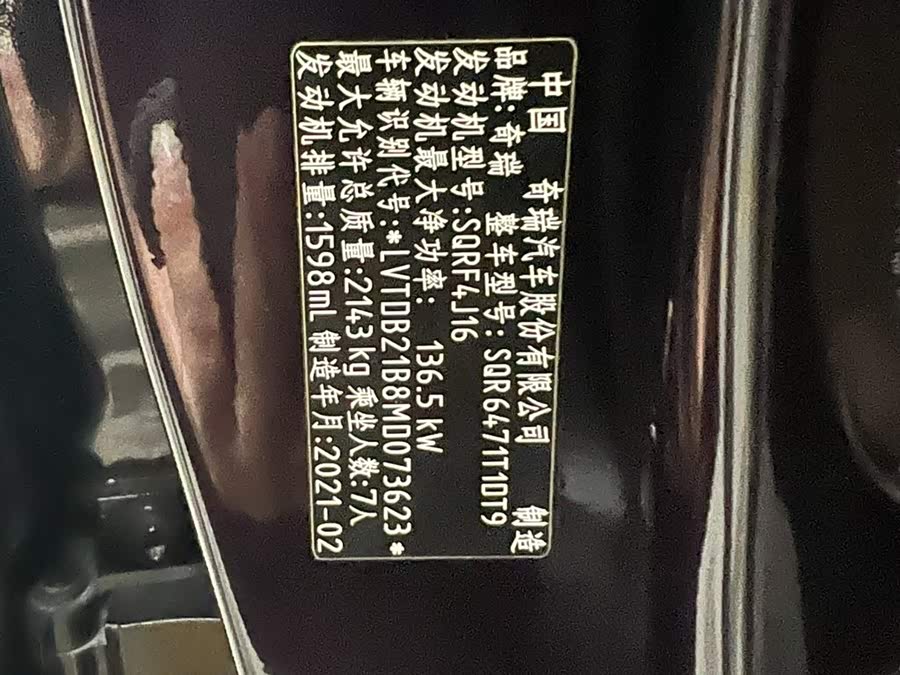 中国 奇瑞汽车股份有限公司 制造
品牌:奇瑞 整车型号:SQR6471T1DT9
发动机型号:SQRF4J16
发动机最大净功率: 136.5 kW
车辆识别代号:*LVTDB21B8MD073623*
最大允许总质量:2143kg 乘坐人数:7人
发动机排量:1598mL 制造年月:2021-02